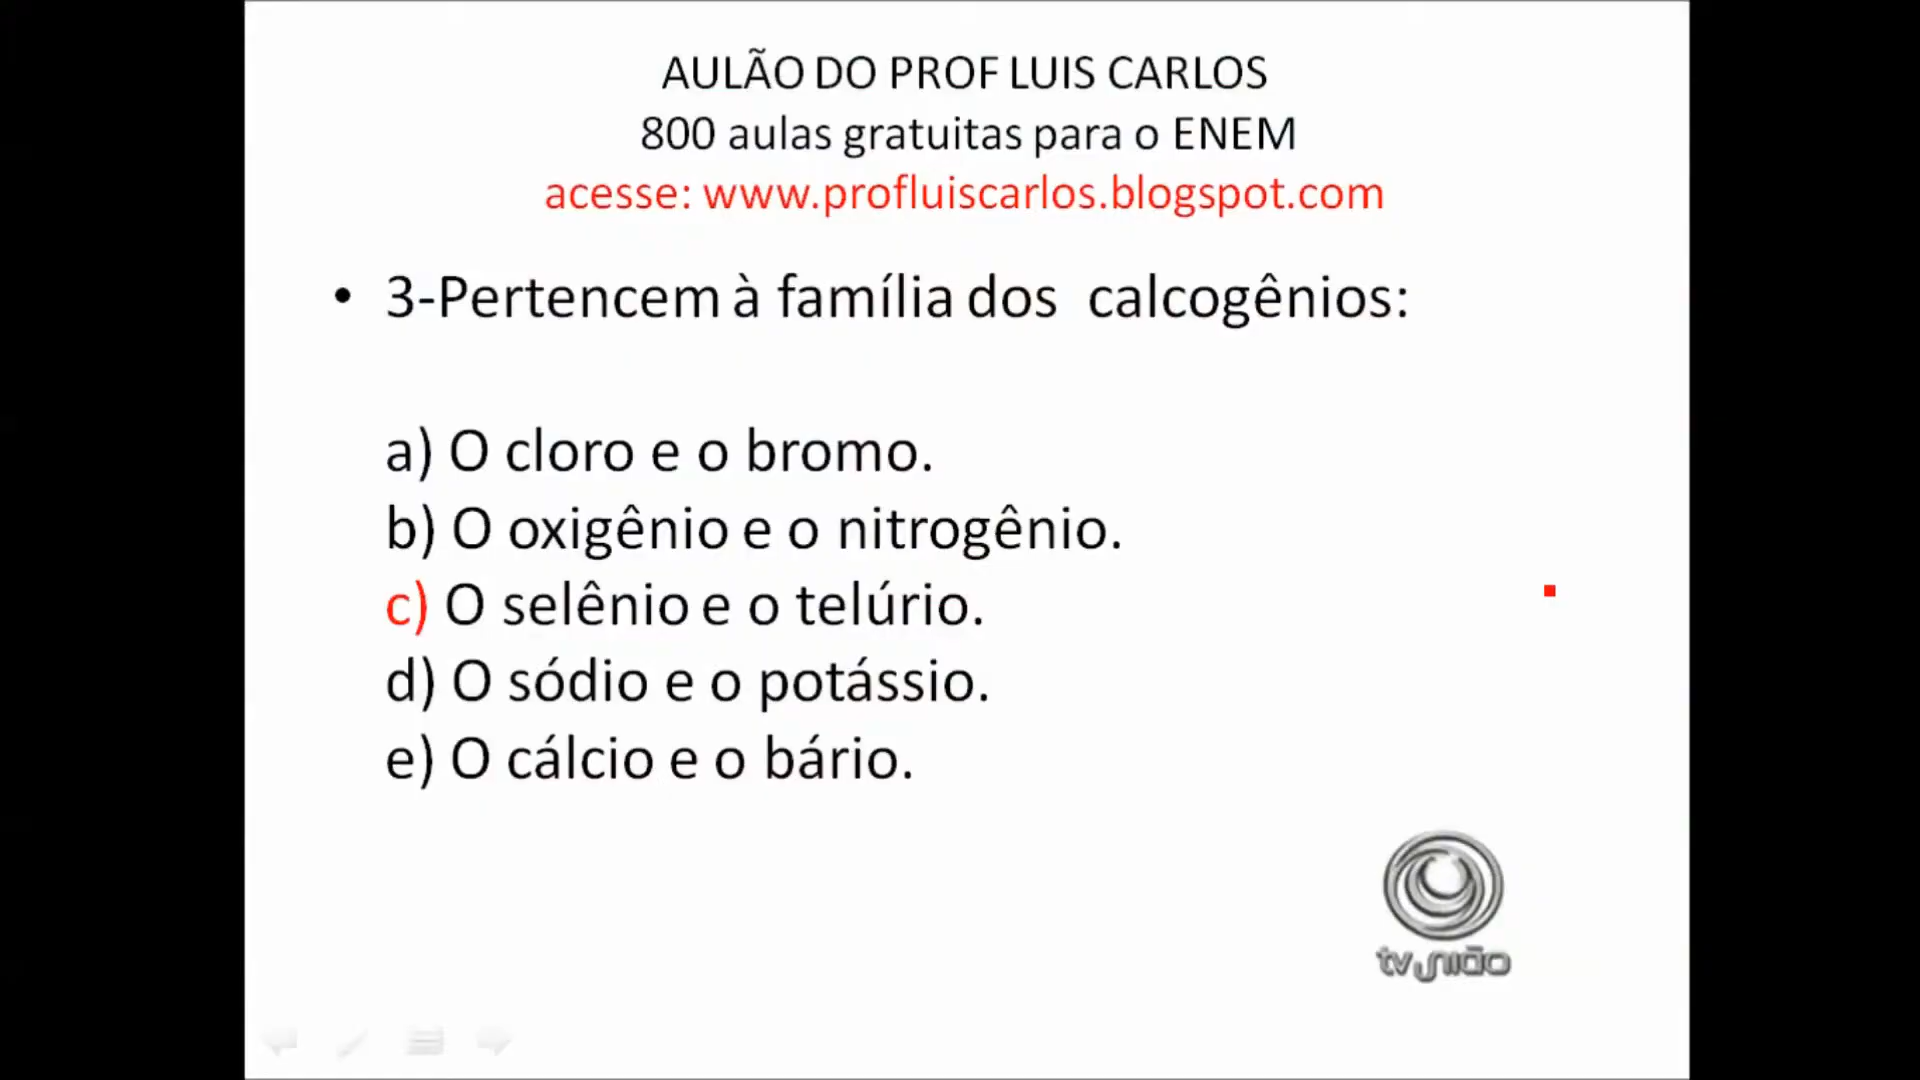 AULÃO DO PROF LUIS CARLOS
800 aulas gratuitas para o ENEM
acesse: www.profluiscarlos.blogspot.com
• 3-Pertencem à família dos calcogênios:
a) O cloro e o bromo.
b) O oxigênio e o nitrogênio.
c) O selênio e o telúrio.
d) O sódio e o potássio.
e) O cálcio e o bário.
tv união